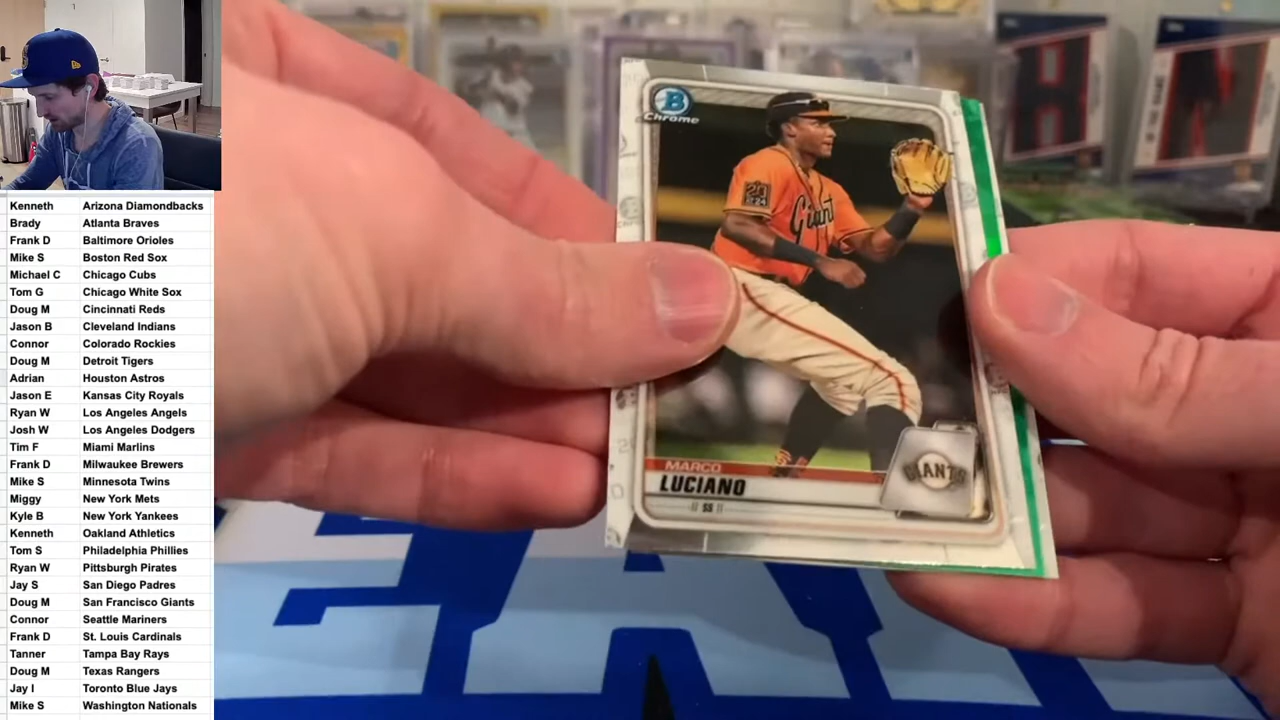 Kenneth Arizona Diamondbacks
Brady Atlanta Braves
Frank D Baltimore Orioles
Mike S Boston Red Sox
Michael C Chicago Cubs
Tom G Chicago White Sox
Doug M Cincinnati Reds
Jason B Cleveland Indians
Connor Colorado Rockies
Doug M Detroit Tigers
Adrian Houston Astros
Jason E Kansas City Royals
Ryan W Los Angeles Angels
Josh W Los Angeles Dodgers
Tim F Miami Marlins
Frank D Milwaukee Brewers
Mike S Minnesota Twins
Miggy New York Mets
Kyle B New York Yankees
Kenneth Oakland Athletics
Tom S Philadelphia Phillies
Ryan W Pittsburgh Pirates
Jay S San Diego Padres
Doug M San Francisco Giants
Connor Seattle Mariners
Frank D St. Louis Cardinals
Tanner Tampa Bay Rays
Doug M Texas Rangers
Jay I Toronto Blue Jays
Mike S Washington Nationals
B
Chrome
20
24
Giants
MARCO
LUCIANO
SS
GIANTS